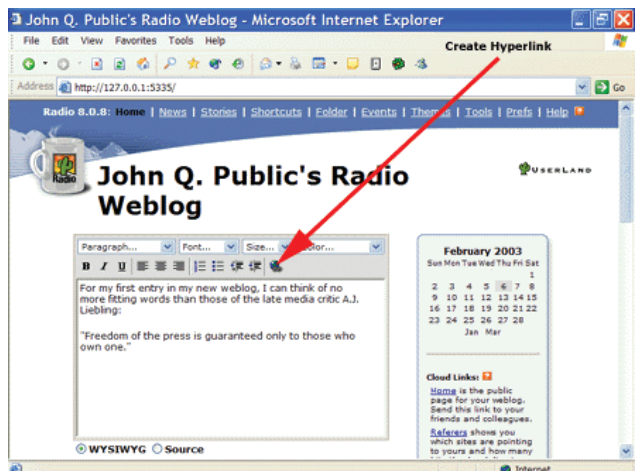 John Q. Public's Radio Weblog - Microsoft Internet Explorer
File Edit View Favorites Tools Help
Create Hyperlink
Address http://127.0.0.1:5335/ Go
Radio 8.0.8: Home | News | Stories | Shortcuts | Folder | Events | Themes | Tools | Prefs | Help
Radio
John Q. Public's Radio
Weblog
USERLAND
Paragraph... Font... Size... Color...
B I U
For my first entry in my new weblog, I can think of no
more fitting words than those of the late media critic A.J.
Liebling:
"Freedom of the press is guaranteed only to those who
own one."
WYSIWYG Source
February 2003
Sun Mon Tue Wed Thu Fri Sat
1
2 3 4 5 6 7 8
9 10 11 12 13 14 15
16 17 18 19 20 21 22
23 24 25 26 27 28
Jan Mar
Cloud Links:
Home is the public
page for your weblog.
Send this link to your
friends and colleagues.
Referers shows you
which sites are pointing
to yours and how many
Internet